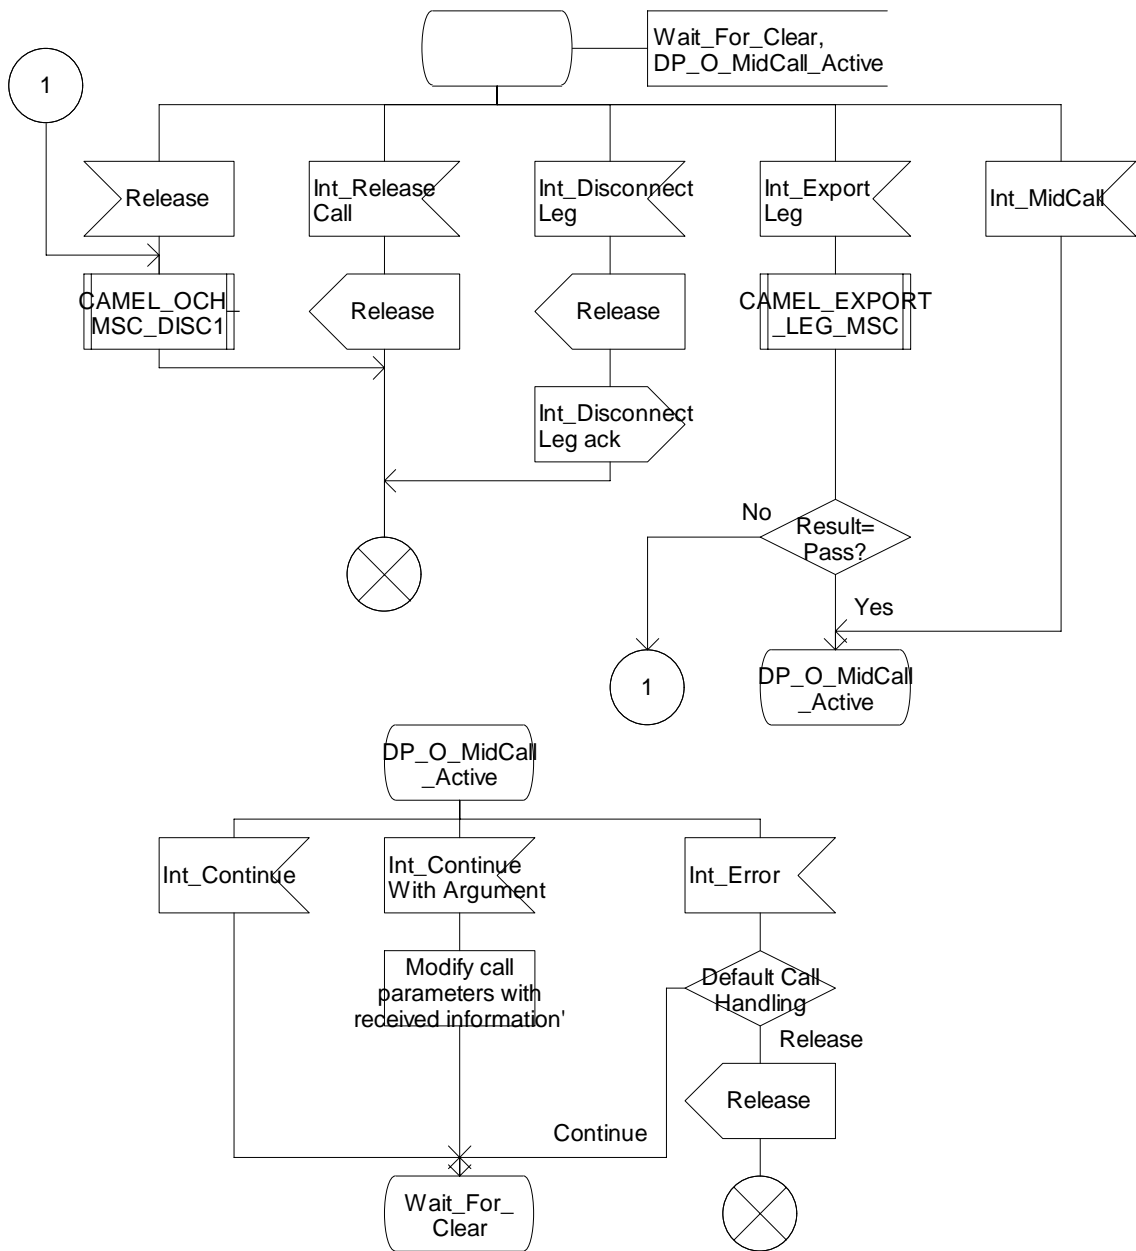 Wait_For_Clear,
DP_O_MidCall_Active
1
Release
Int_Release
Call
Int_Disconnect
Leg
Int_Export
Leg
Int_MidCall
CAMEL_OCH_
MSC_DISC1
Release
Release
CAMEL_EXPORT
_LEG_MSC
Int_Disconnect
Leg ack
No
Result=
Pass?
Yes
1
DP_O_MidCall
_Active
DP_O_MidCall
_Active
Int_Continue
Int_Continue
With Argument
Int_Error
Modify call
parameters with
received information'
Default Call
Handling
Release
Release
Continue
Wait_For_
Clear